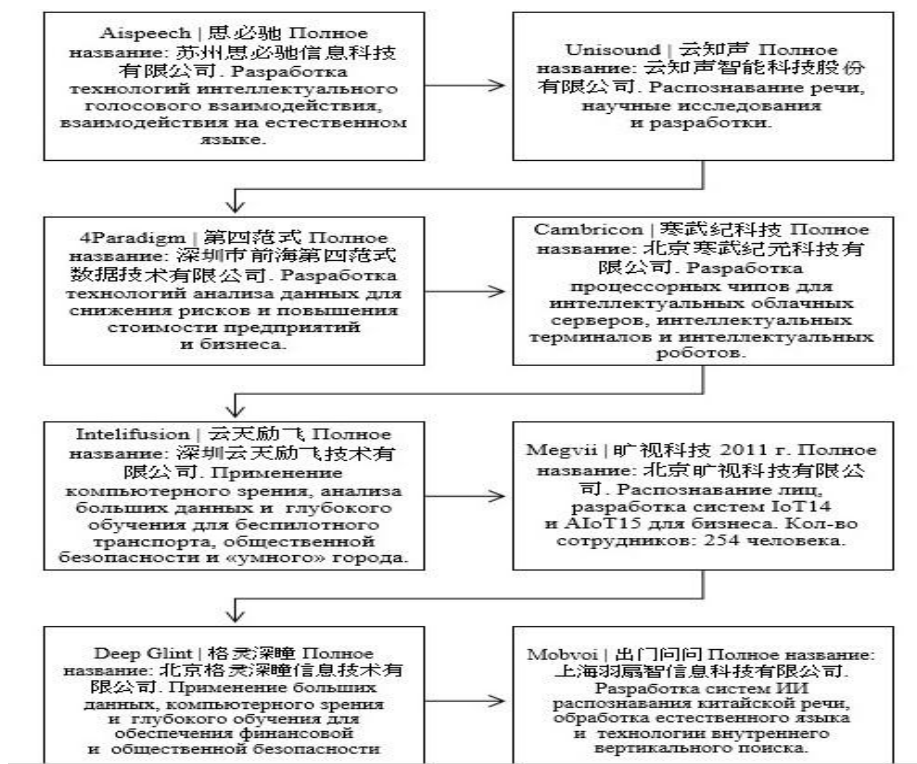 Aispeech | 思必驰 Полное
название: 苏州思必驰信息科技
有限公司. Разработка
технологий интеллектуального
голосового взаимодействия,
взаимодействия на естественном
языке.
Unisound | 云知声 Полное
название: 云知声智能科技股份
有限公司. Распознавание речи,
научные исследования
и разработки.
4Paradigm | 第四范式 Полное
название: 深圳市前海第四范式
数据技术有限公司. Разработка
технологий анализа данных для
снижения рисков и повышения
стоимости предприятий
и бизнеса.
Cambricon | 寒武纪科技 Полное
название: 北京寒武纪元科技有
限公司. Разработка
процессорных чипов для
интеллектуальных облачных
серверов, интеллектуальных
терминалов и интеллектуальных
роботов.
Intelifusion | 云天励飞 Полное
название: 深圳云天励飞技术有
限公司. Применение
компьютерного зрения, анализа
больших данных и глубокого
обучения для беспилотного
транспорта, общественной
безопасности и «умного» города.
Megvii | 旷视科技 2011 г. Полное
название: 北京旷视科技有限公
司. Распознавание лиц,
разработка систем IoT14
и AIoT15 для бизнеса. Кол-во
сотрудников: 254 человека.
Deep Glint | 格灵深瞳 Полное
название: 北京格灵深瞳信息技术有
限公司. Применение больших
данных, компьютерного зрения
и глубокого обучения для
обеспечения финансовой
и общественной безопасности
Mobvoi | 出门问问 Полное название:
上海羽扇智信息科技有限公司.
Разработка систем ИИ
распознавания китайской речи,
обработка естественного языка
и технологии внутреннего
вертикального поиска.